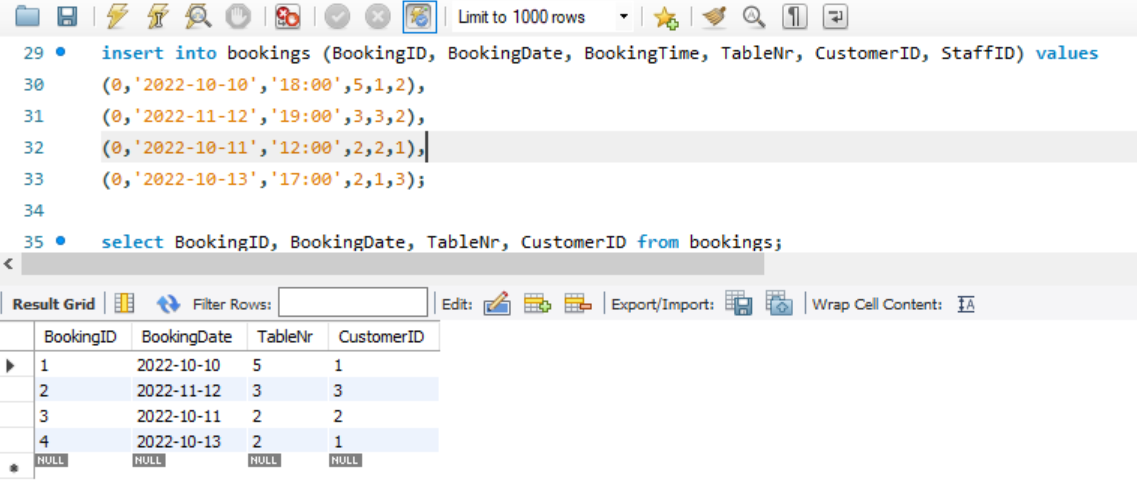 Limit to 1000 rows
29 insert into bookings (BookingID, BookingDate, BookingTime, TableNr, CustomerID, StaffID) values
30 (0,'2022-10-10','18:00',5,1,2),
31 (0,'2022-11-12','19:00',3,3,2),
32 (0,'2022-10-11','12:00',2,2,1),
33 (0,'2022-10-13','17:00',2,1,3);
34
35 select BookingID, BookingDate, TableNr, CustomerID from bookings;
Result Grid Filter Rows: Edit: Export/Import: Wrap Cell Content: IA
BookingID BookingDate TableNr CustomerID
1 2022-10-10 5 1
2 2022-11-12 3 3
3 2022-10-11 2 2
4 2022-10-13 2 1
NULL NULL NULL NULL